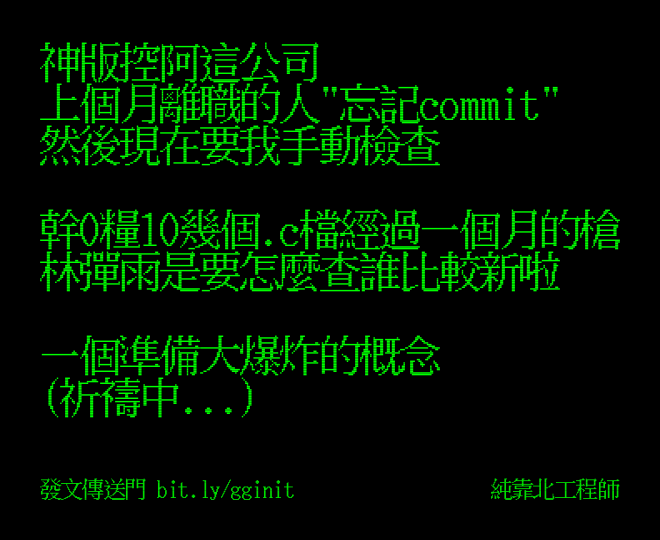 神版控阿這公司
上個月離職的人"忘記commit"
然後現在要我手動檢查
幹0糧10幾個.c檔經過一個月的槍
林彈雨是要怎麼查誰比較新啦
一個準備大爆炸的概念
(祈禱中...)
發文傳送門 bit.ly/gginit
純靠北工程師